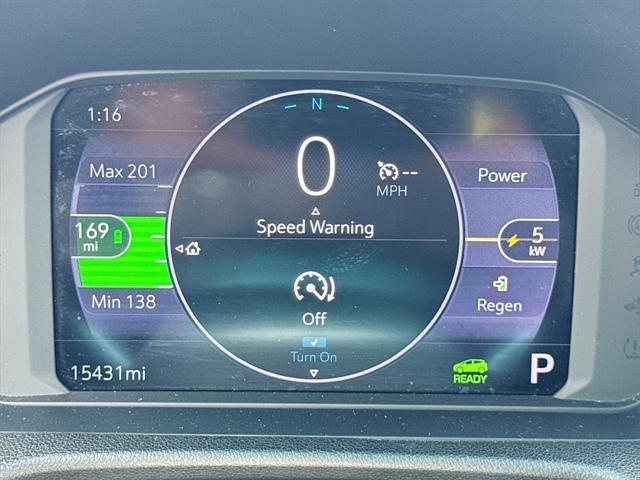 N
1:16
0
-- MPH
Max 201
Power
169
mi
Speed Warning
5
kW
Min 138
Regen
Off
Turn On
15431mi
READY
P